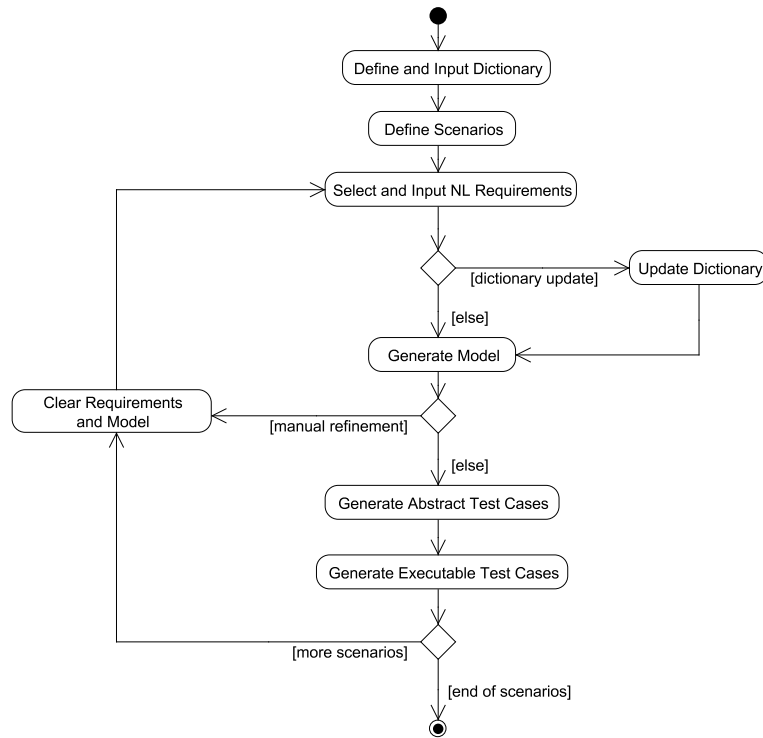 Define and Input Dictionary
Define Scenarios
Select and Input NL Requirements
[dictionary update]
Update Dictionary
[else]
Generate Model
Clear Requirements
and Model
[manual refinement]
[else]
Generate Abstract Test Cases
Generate Executable Test Cases
[more scenarios]
[end of scenarios]